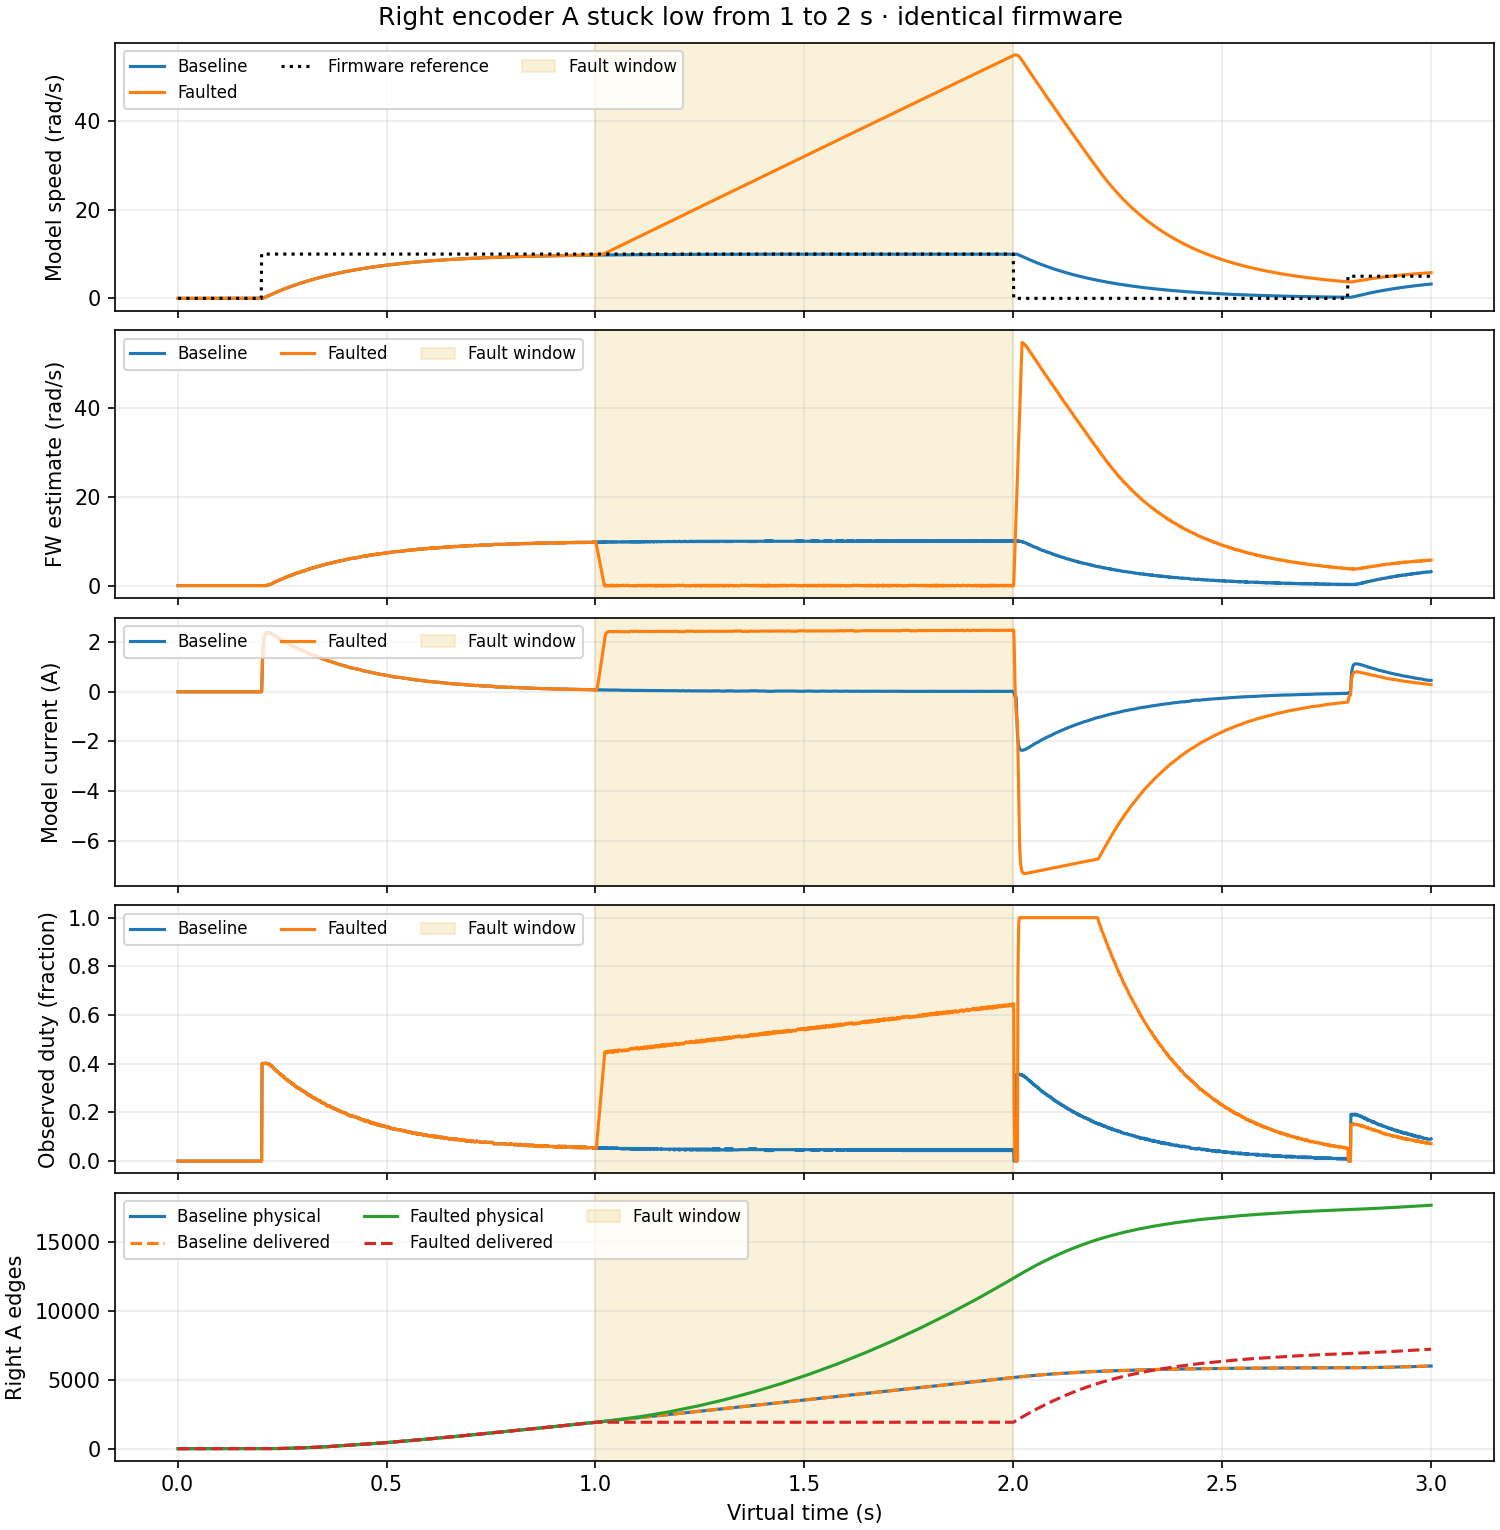 Right encoder A stuck low from 1 to 2 s · identical firmware
Model speed (rad/s)
40
20
0
Baseline
Firmware reference
Fault window
Faulted
FW estimate (rad/s)
40
20
0
Baseline
Faulted
Fault window
Model current (A)
2
0
−2
−4
−6
Baseline
Faulted
Fault window
Observed duty (fraction)
1.0
0.8
0.6
0.4
0.2
0.0
Baseline
Faulted
Fault window
Right A edges
15000
10000
5000
0
Baseline physical
Faulted physical
Fault window
Baseline delivered
Faulted delivered
0.0
0.5
1.0
1.5
2.0
2.5
3.0
Virtual time (s)